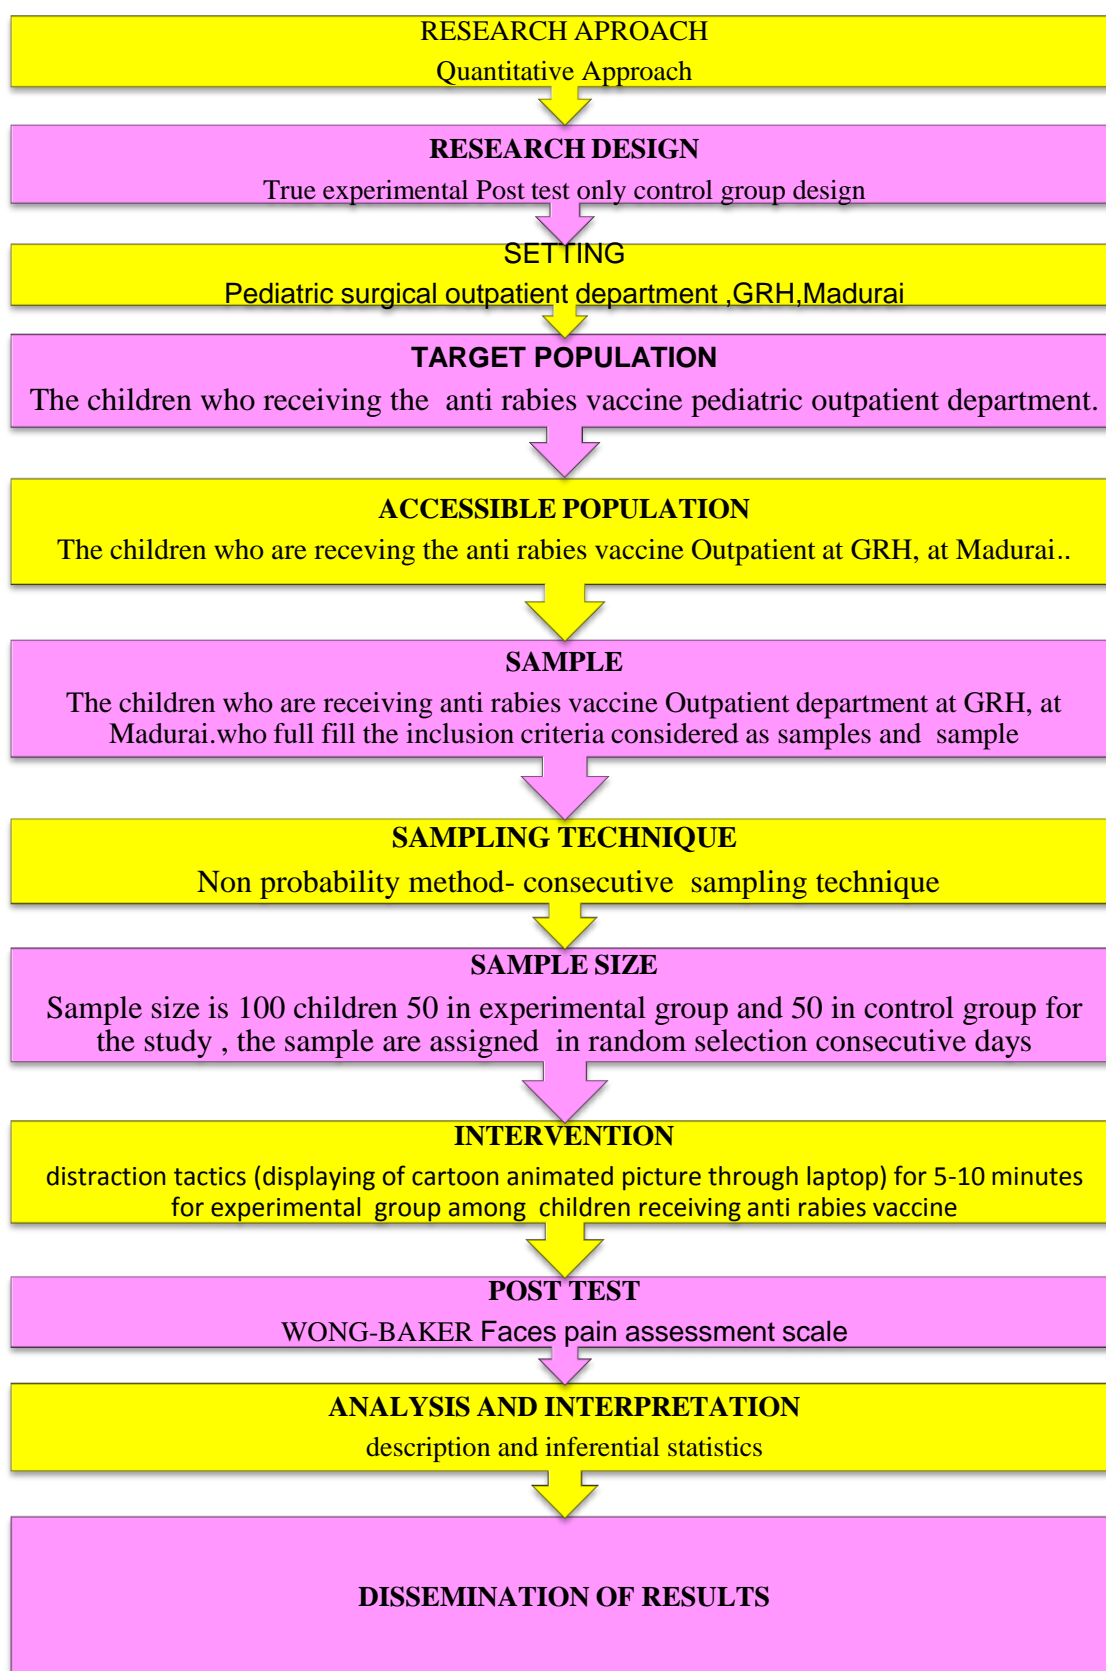 RESEARCH APROACH
Quantitative Approach
RESEARCH DESIGN
True experimental Post test only control group design
SETTING
Pediatric surgical outpatient department ,GRH,Madurai
TARGET POPULATION
The children who receiving the anti rabies vaccine pediatric outpatient department.
ACCESSIBLE POPULATION
The children who are receving the anti rabies vaccine Outpatient at GRH, at Madurai..
SAMPLE
The children who are receiving anti rabies vaccine Outpatient department at GRH, at
Madurai.who full fill the inclusion criteria considered as samples and sample
SAMPLING TECHNIQUE
Non probability method- consecutive sampling technique
SAMPLE SIZE
Sample size is 100 children 50 in experimental group and 50 in control group for
the study , the sample are assigned in random selection consecutive days
INTERVENTION
distraction tactics (displaying of cartoon animated picture through laptop) for 5-10 minutes
for experimental group among children receiving anti rabies vaccine
POST TEST
WONG-BAKER Faces pain assessment scale
ANALYSIS AND INTERPRETATION
description and inferential statistics
DISSEMINATION OF RESULTS